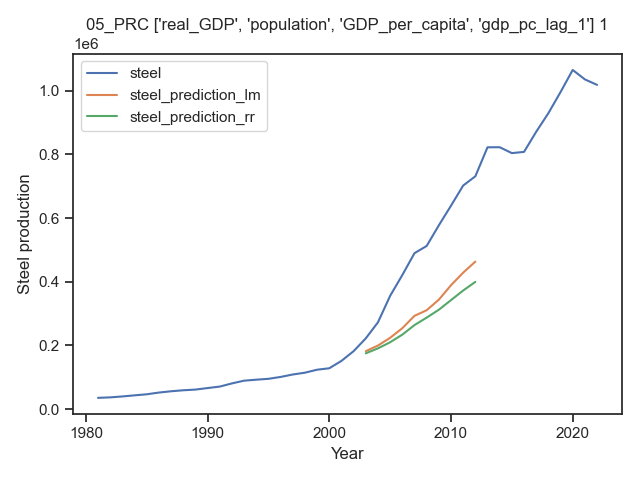 05_PRC ['real_GDP', 'population', 'GDP_per_capita', 'gdp_pc_lag_1'] 1
1e6
steel
steel_prediction_lm
steel_prediction_rr
1.0
0.8
0.6
0.4
0.2
0.0
Steel production
1980 1990 2000 2010 2020
Year